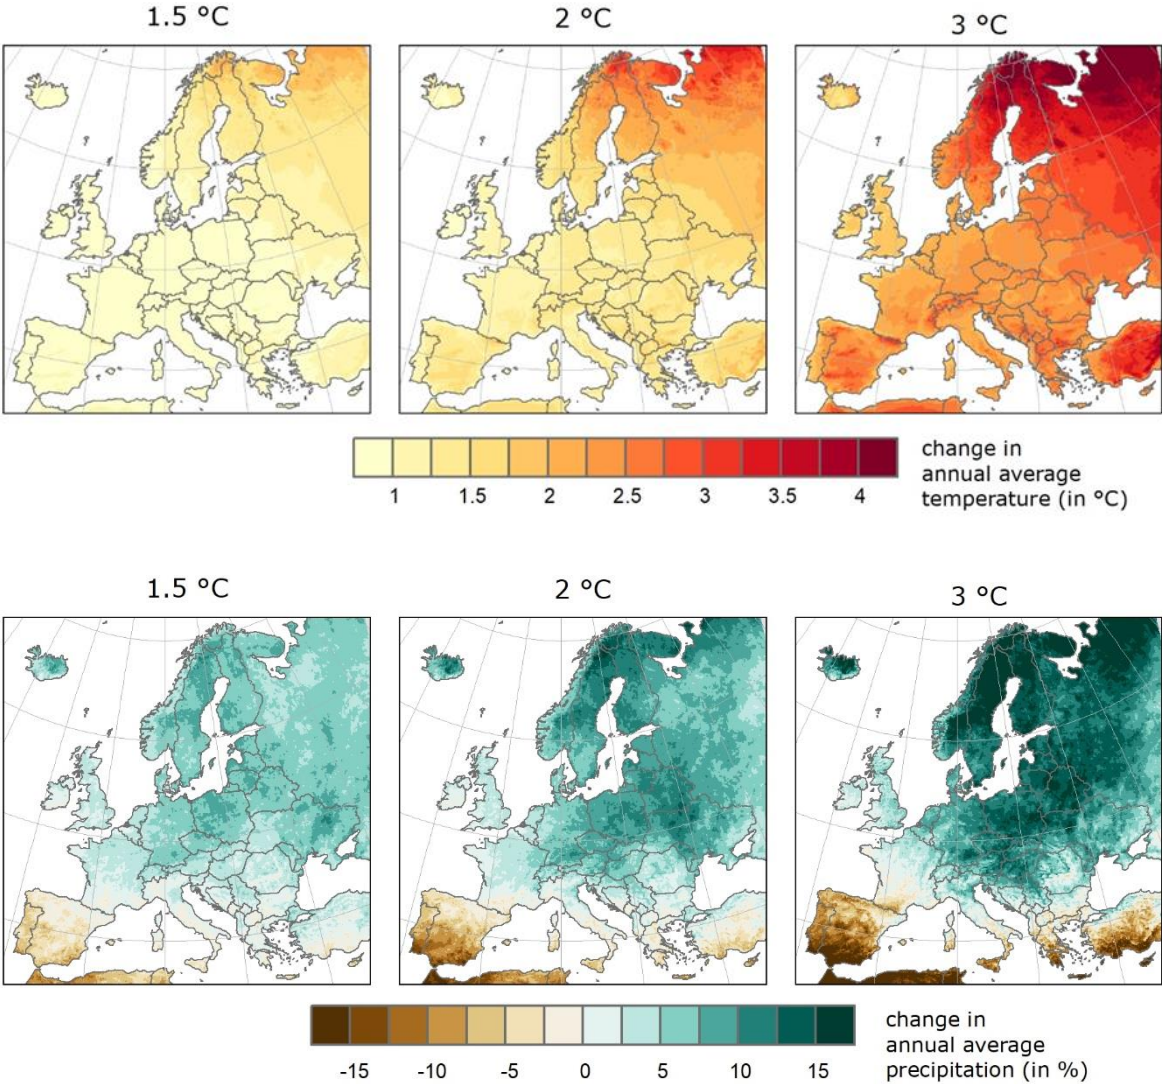 1.5 °C
2 °C
3 °C
1 1.5 2 2.5 3 3.5 4
change in
annual average
temperature (in °C)
1.5 °C
2 °C
3 °C
-15 -10 -5 0 5 10 15
change in
annual average
precipitation (in %)